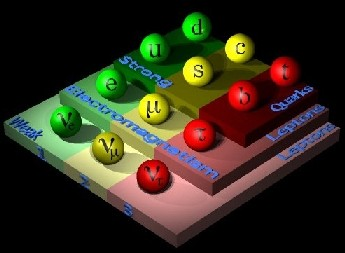 d
u
c
Strong
e
s
t
μ
b
Quarks
Electromagnetism
ν
τ
Leptons
Weak
ν μ
Leptons
1
ν τ
2
3